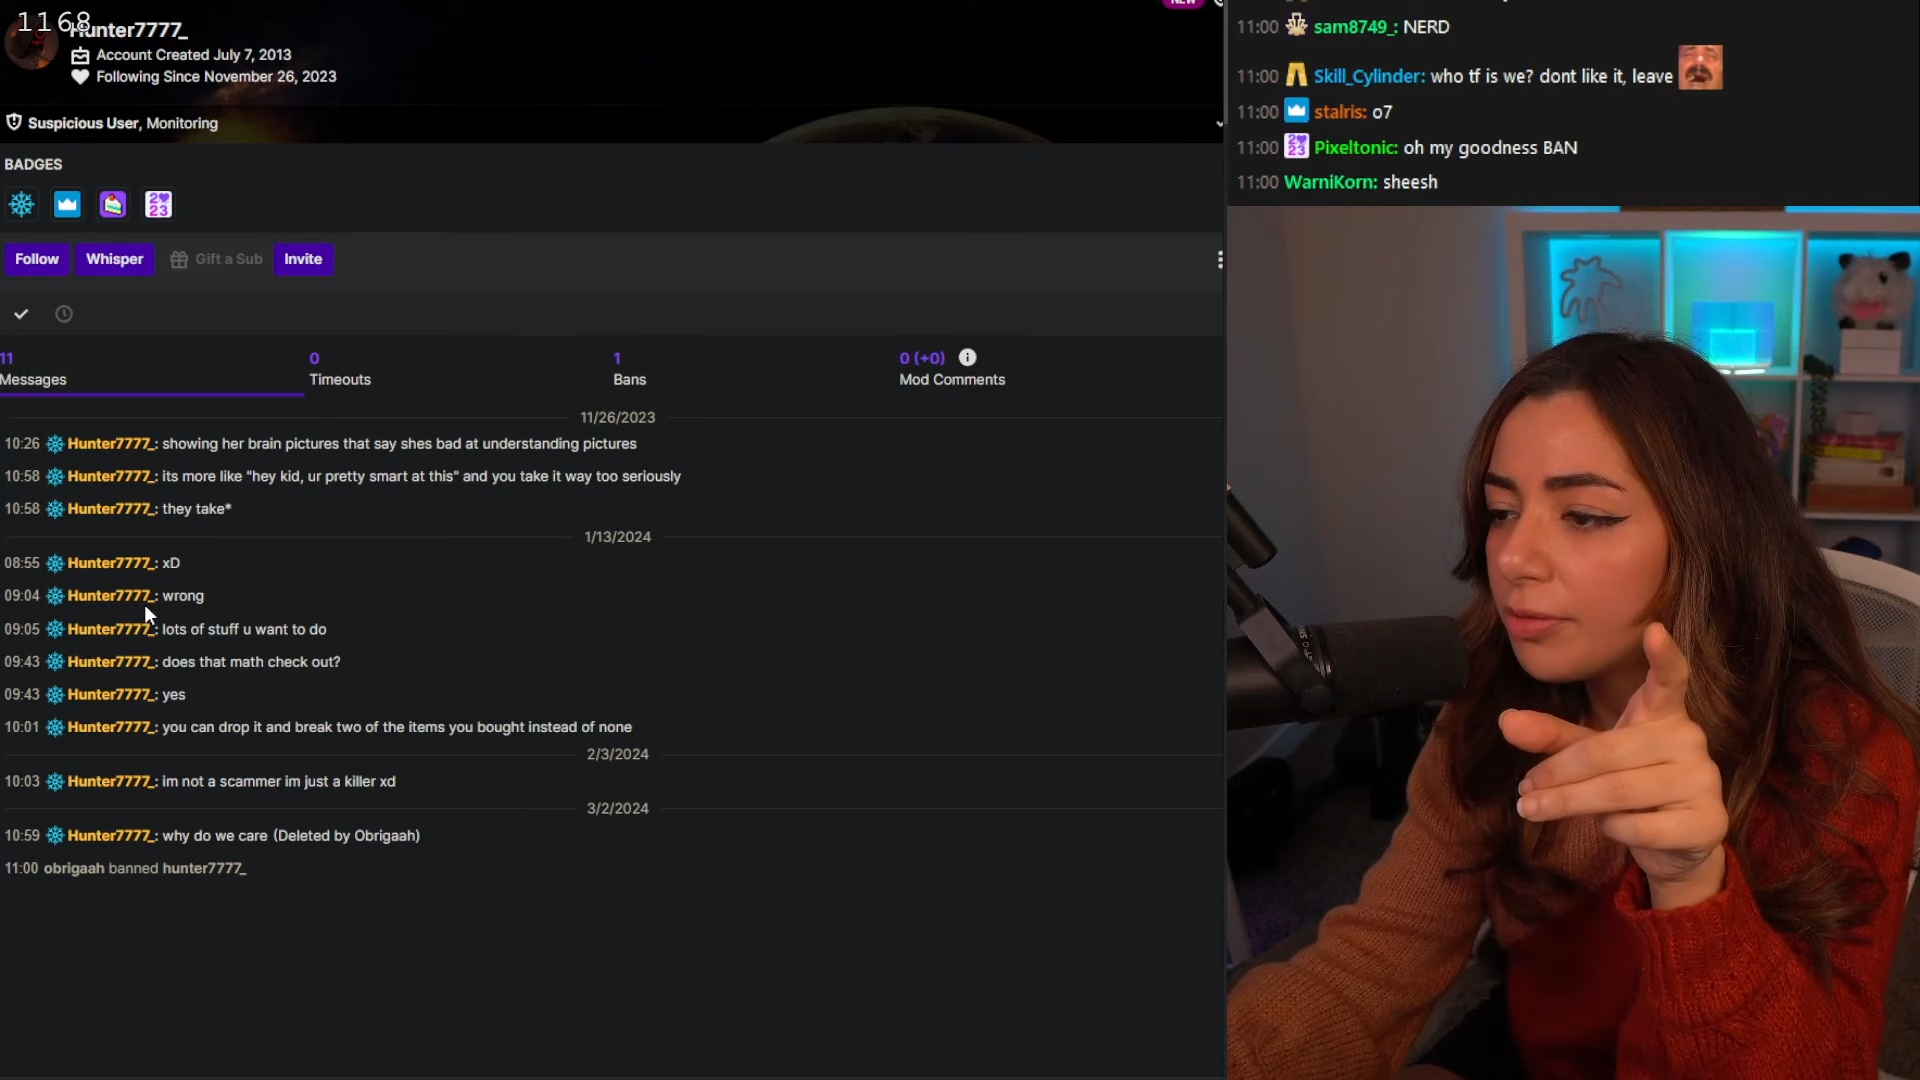 1168
NEW
Hunter7777_
Account Created July 7, 2013
Following Since November 26, 2023
Suspicious User, Monitoring
BADGES
2 23
Follow
Whisper
Gift a Sub
Invite
11
Messages
0
Timeouts
1
Bans
0 (+0)
Mod Comments
11/26/2023
10:26 Hunter7777_: showing her brain pictures that say shes bad at understanding pictures
10:58 Hunter7777_: its more like "hey kid, ur pretty smart at this" and you take it way too seriously
10:58 Hunter7777_: they take*
1/13/2024
08:55 Hunter7777_: xD
09:04 Hunter7777_: wrong
09:05 Hunter7777_: lots of stuff u want to do
09:43 Hunter7777_: does that math check out?
09:43 Hunter7777_: yes
10:01 Hunter7777_: you can drop it and break two of the items you bought instead of none
2/3/2024
10:03 Hunter7777_: im not a scammer im just a killer xd
3/2/2024
10:59 Hunter7777_: why do we care (Deleted by Obrigaah)
11:00 obrigaah banned hunter7777_
11:00 sam8749_: NERD
11:00 Skill_Cylinder: who tf is we? dont like it, leave
11:00 stalris: o7
11:00 Pixeltonic: oh my goodness BAN
11:00 WarniKorn: sheesh